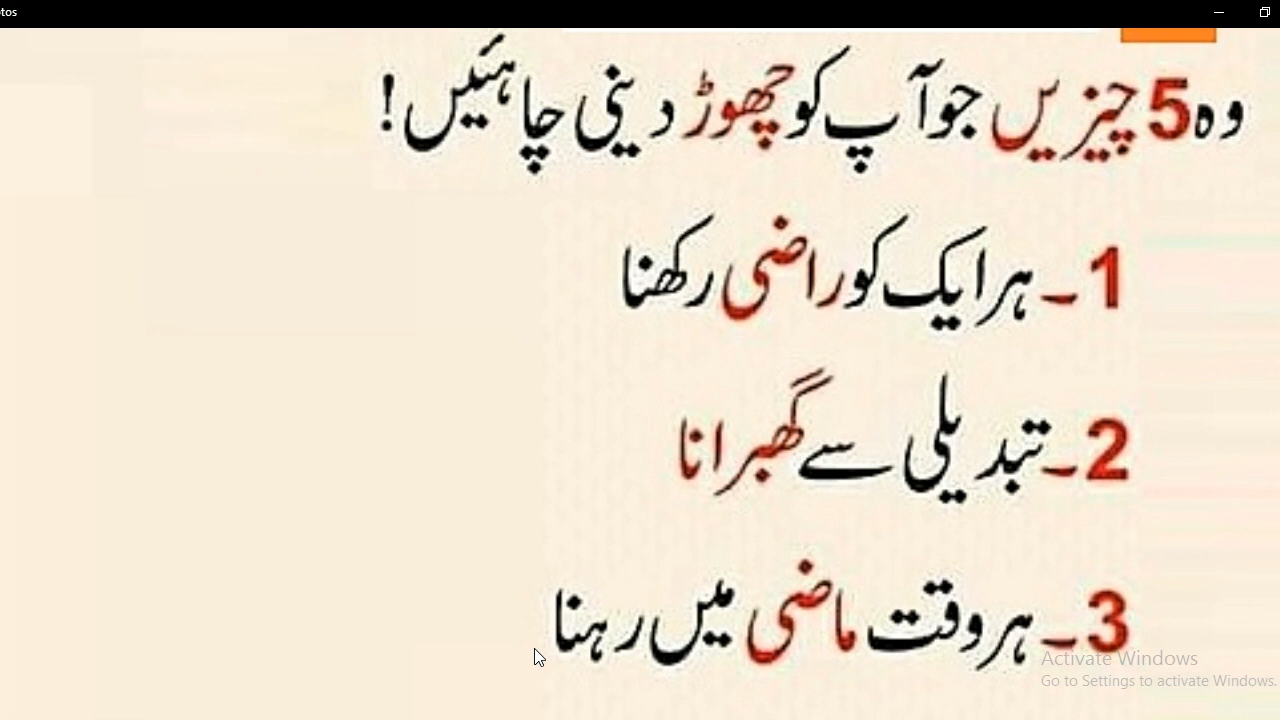 tos
وہ 5 چیزیں جو آپ کو چھوڑ دینی چاہئیں!
1۔ ہر ایک کو راضی رکھنا
2۔ تبدیلی سے گھبرانا
3۔ ہر وقت ماضی میں رہنا
Activate Windows
Go to Settings to activate Windows.